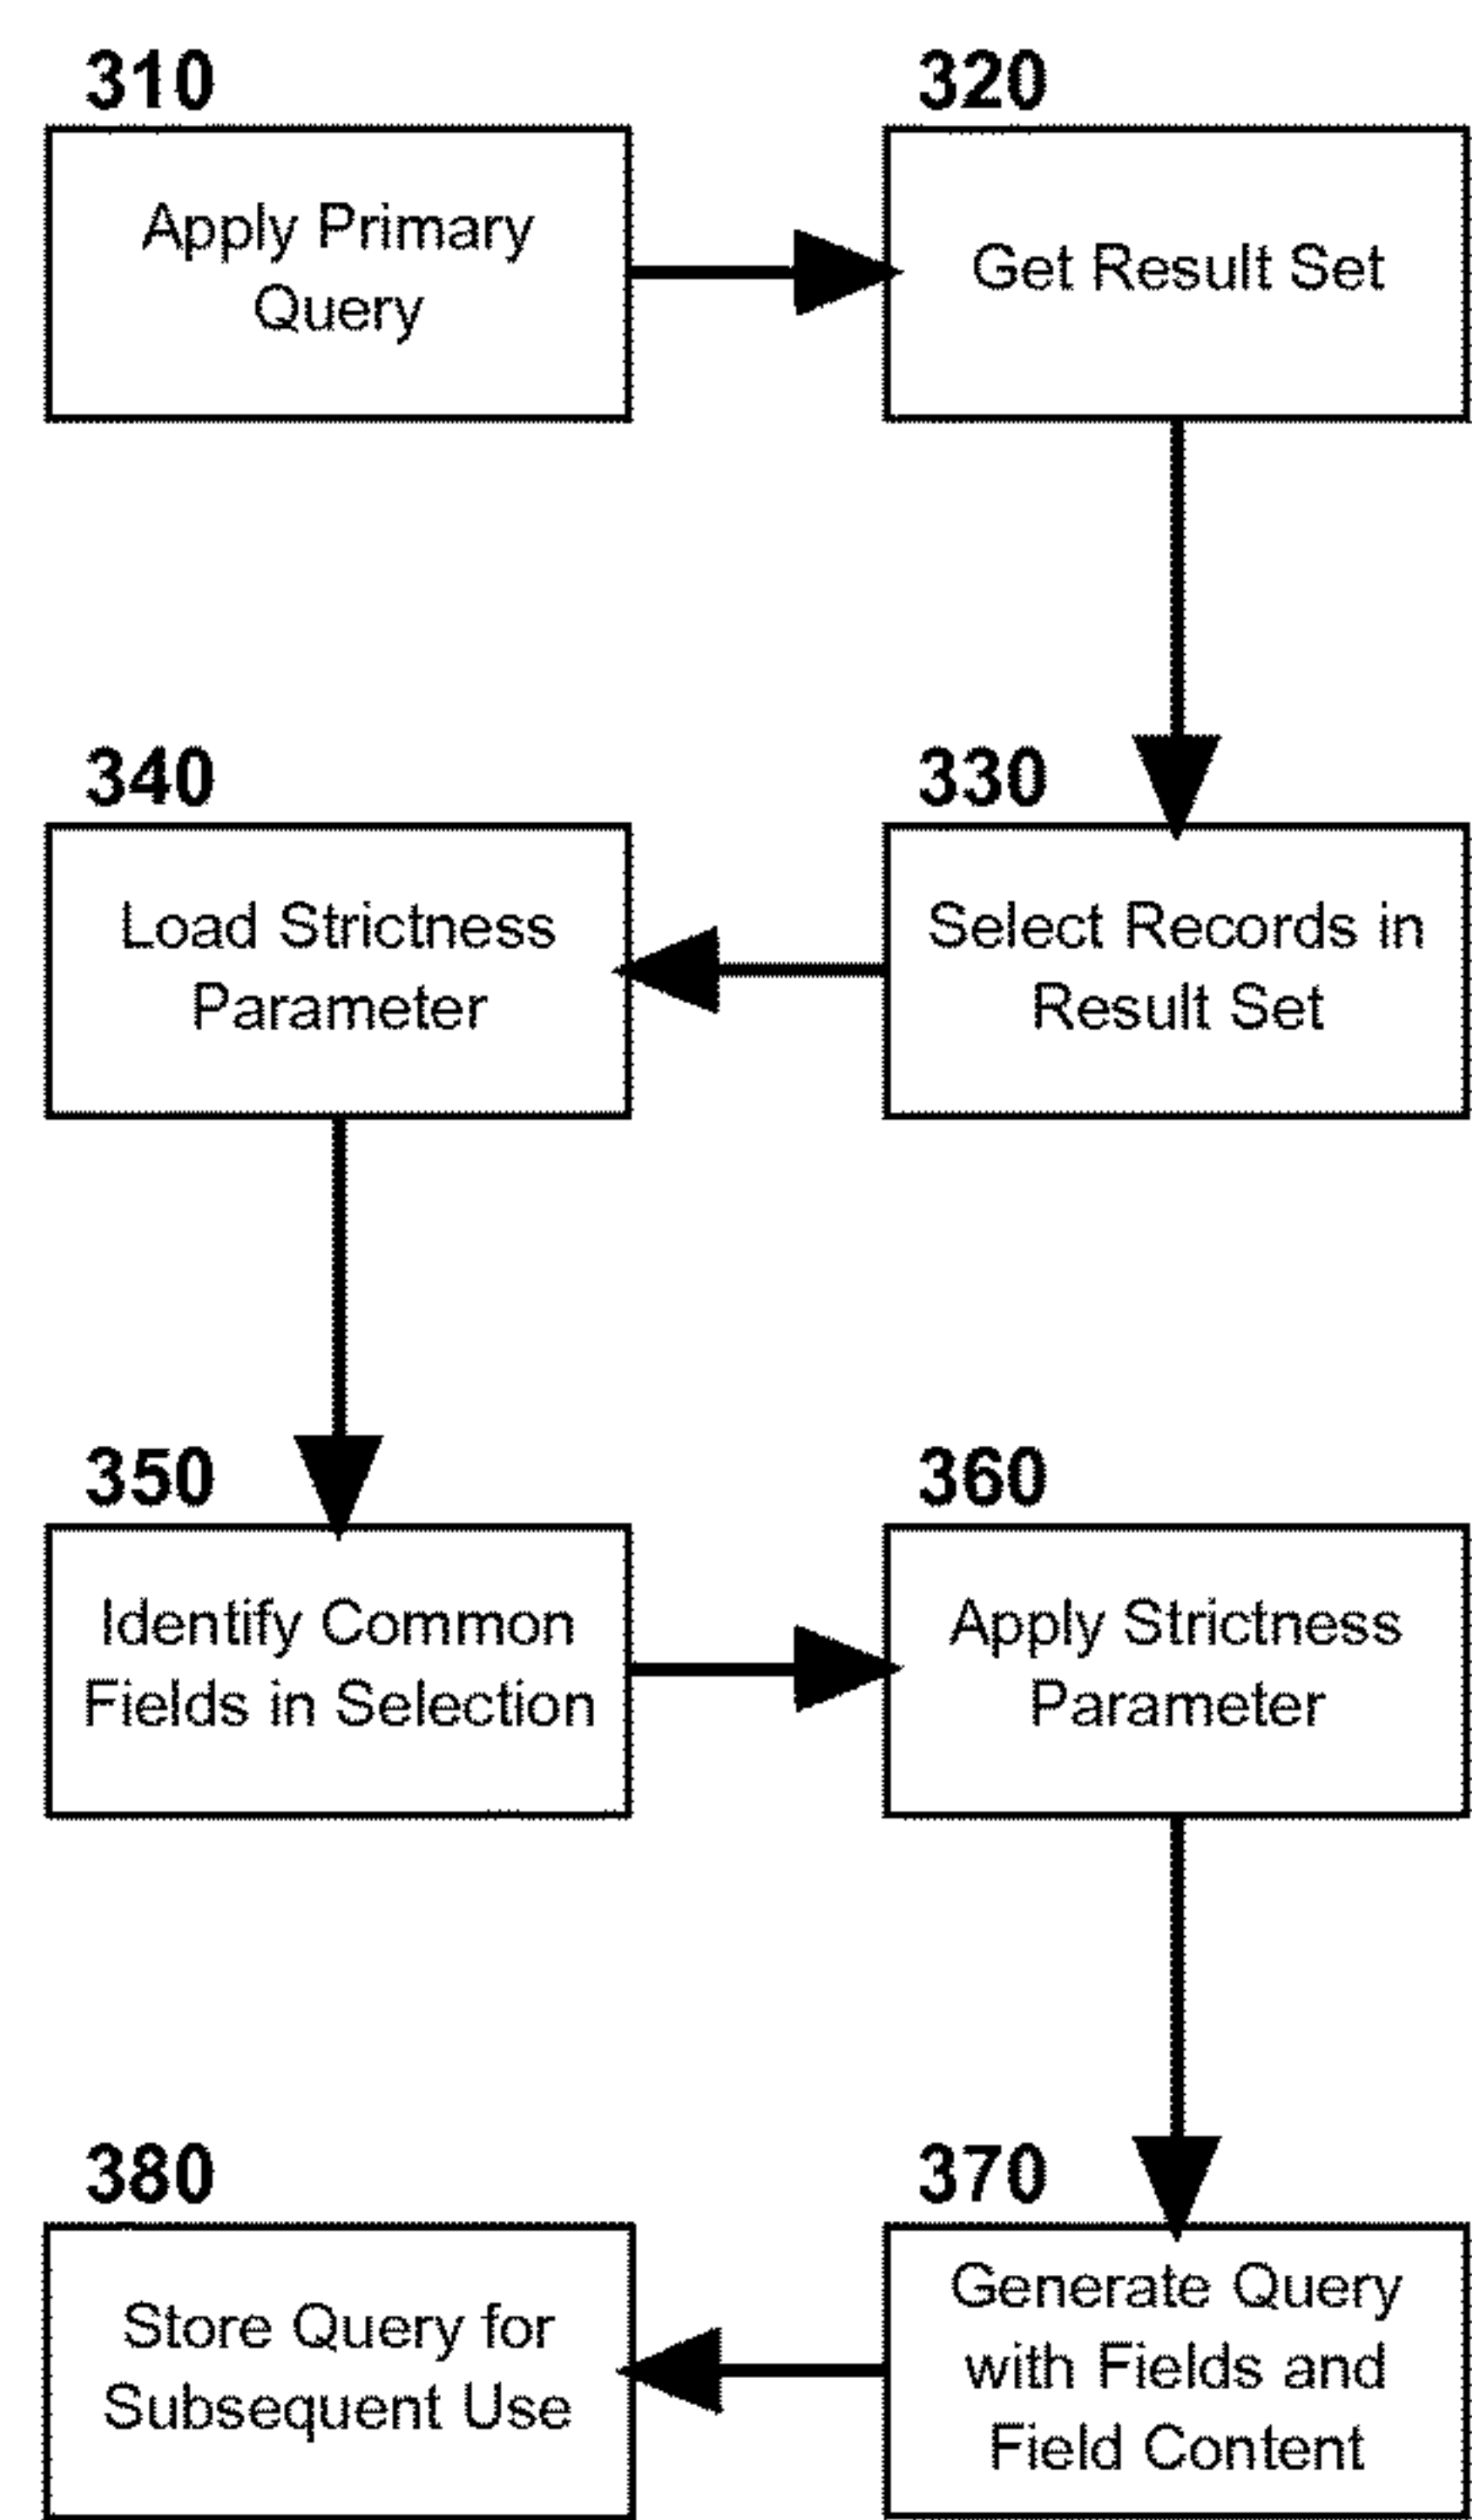 310
Apply Primary
Query
320
Get Result Set
330
Select Records in
Result Set
340
Load Strictness
Parameter
350
Identify Common
Fields in Selection
360
Apply Strictness
Parameter
370
Generate Query
with Fields and
Field Content
380
Store Query for
Subsequent Use